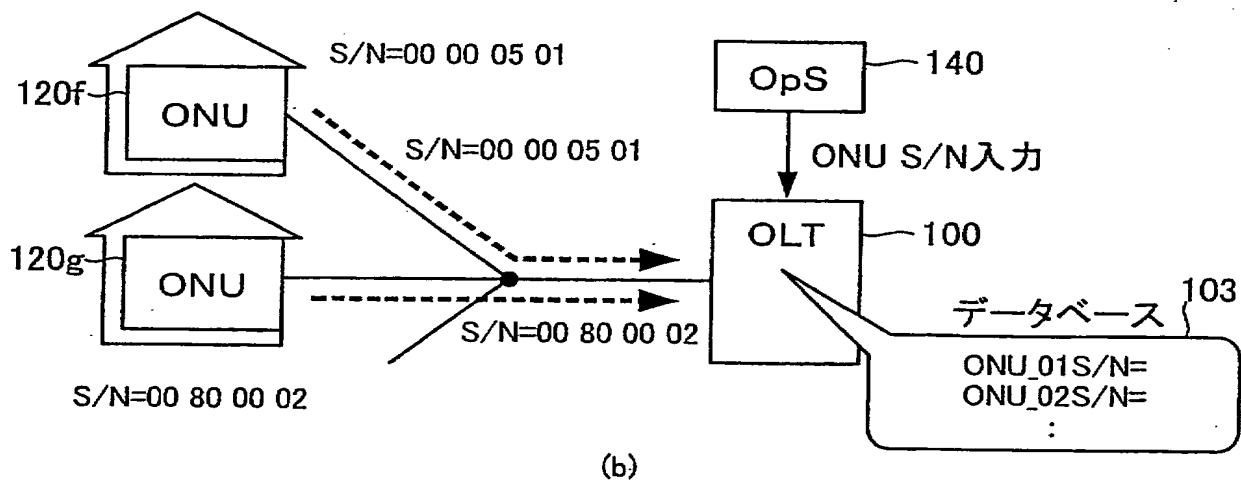 S/N=00 00 05 01
120f
ONU
S/N=00 00 05 01
OpS
140
ONU S/N入力
120g
ONU
OLT
100
S/N=00 80 00 02
S/N=00 80 00 02
データベース
103
ONU_01S/N=
ONU_02S/N=
:
(b)